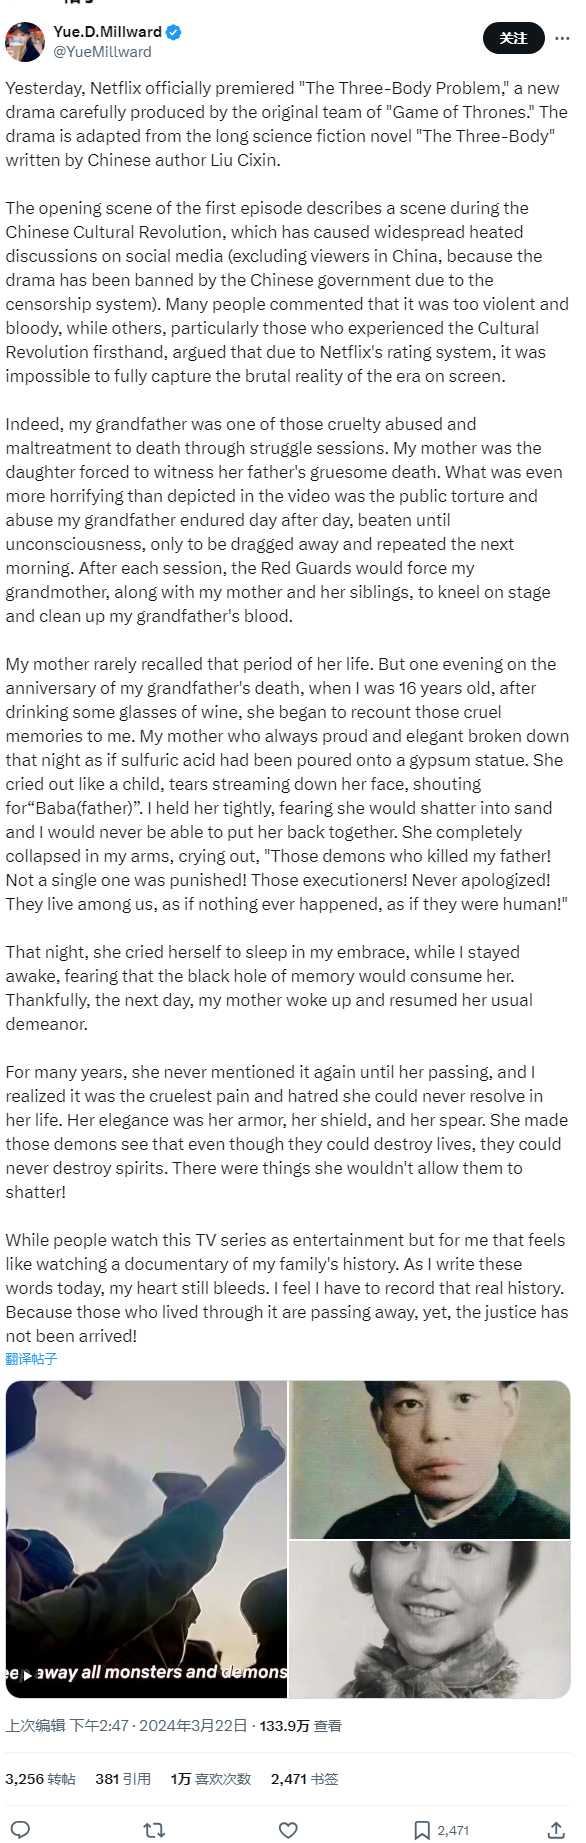 Yue.D.Millward
关注
@YueMillward
Yesterday, Netflix officially premiered "The Three-Body Problem," a new
drama carefully produced by the original team of "Game of Thrones." The
drama is adapted from the long science fiction novel "The Three-Body"
written by Chinese author Liu Cixin.
The opening scene of the first episode describes a scene during the
Chinese Cultural Revolution, which has caused widespread heated
discussions on social media (excluding viewers in China, because the
drama has been banned by the Chinese government due to the
censorship system). Many people commented that it was too violent and
bloody, while others, particularly those who experienced the Cultural
Revolution firsthand, argued that due to Netflix's rating system, it was
impossible to fully capture the brutal reality of the era on screen.
Indeed, my grandfather was one of those cruelty abused and
maltreatment to death through struggle sessions. My mother was the
daughter forced to witness her father's gruesome death. What was even
more horrifying than depicted in the video was the public torture and
abuse my grandfather endured day after day, beaten until
unconsciousness, only to be dragged away and repeated the next
morning. After each session, the Red Guards would force my
grandmother, along with my mother and her siblings, to kneel on stage
and clean up my grandfather's blood.
My mother rarely recalled that period of her life. But one evening on the
anniversary of my grandfather's death, when I was 16 years old, after
drinking some glasses of wine, she began to recount those cruel
memories to me. My mother who always proud and elegant broken down
that night as if sulfuric acid had been poured onto a gypsum statue. She
cried out like a child, tears streaming down her face, shouting
for“Baba(father)”. I held her tightly, fearing she would shatter into sand
and I would never be able to put her back together. She completely
collapsed in my arms, crying out, "Those demons who killed my father!
Not a single one was punished! Those executioners! Never apologized!
They live among us, as if nothing ever happened, as if they were human!"
That night, she cried herself to sleep in my embrace, while I stayed
awake, fearing that the black hole of memory would consume her.
Thankfully, the next day, my mother woke up and resumed her usual
demeanor.
For many years, she never mentioned it again until her passing, and I
realized it was the cruelest pain and hatred she could never resolve in
her life. Her elegance was her armor, her shield, and her spear. She made
those demons see that even though they could destroy lives, they could
never destroy spirits. There were things she wouldn't allow them to
shatter!
While people watch this TV series as entertainment but for me that feels
like watching a documentary of my family's history. As I write these
words today, my heart still bleeds. I feel I have to record that real history.
Because those who lived through it are passing away, yet, the justice has
not been arrived!
翻译帖子
away all monsters and demons
上次编辑 下午2:47 · 2024年3月22日 · 133.9万 查看
3,256 转帖 381 引用 1万 喜欢次数 2,471 书签
2,471